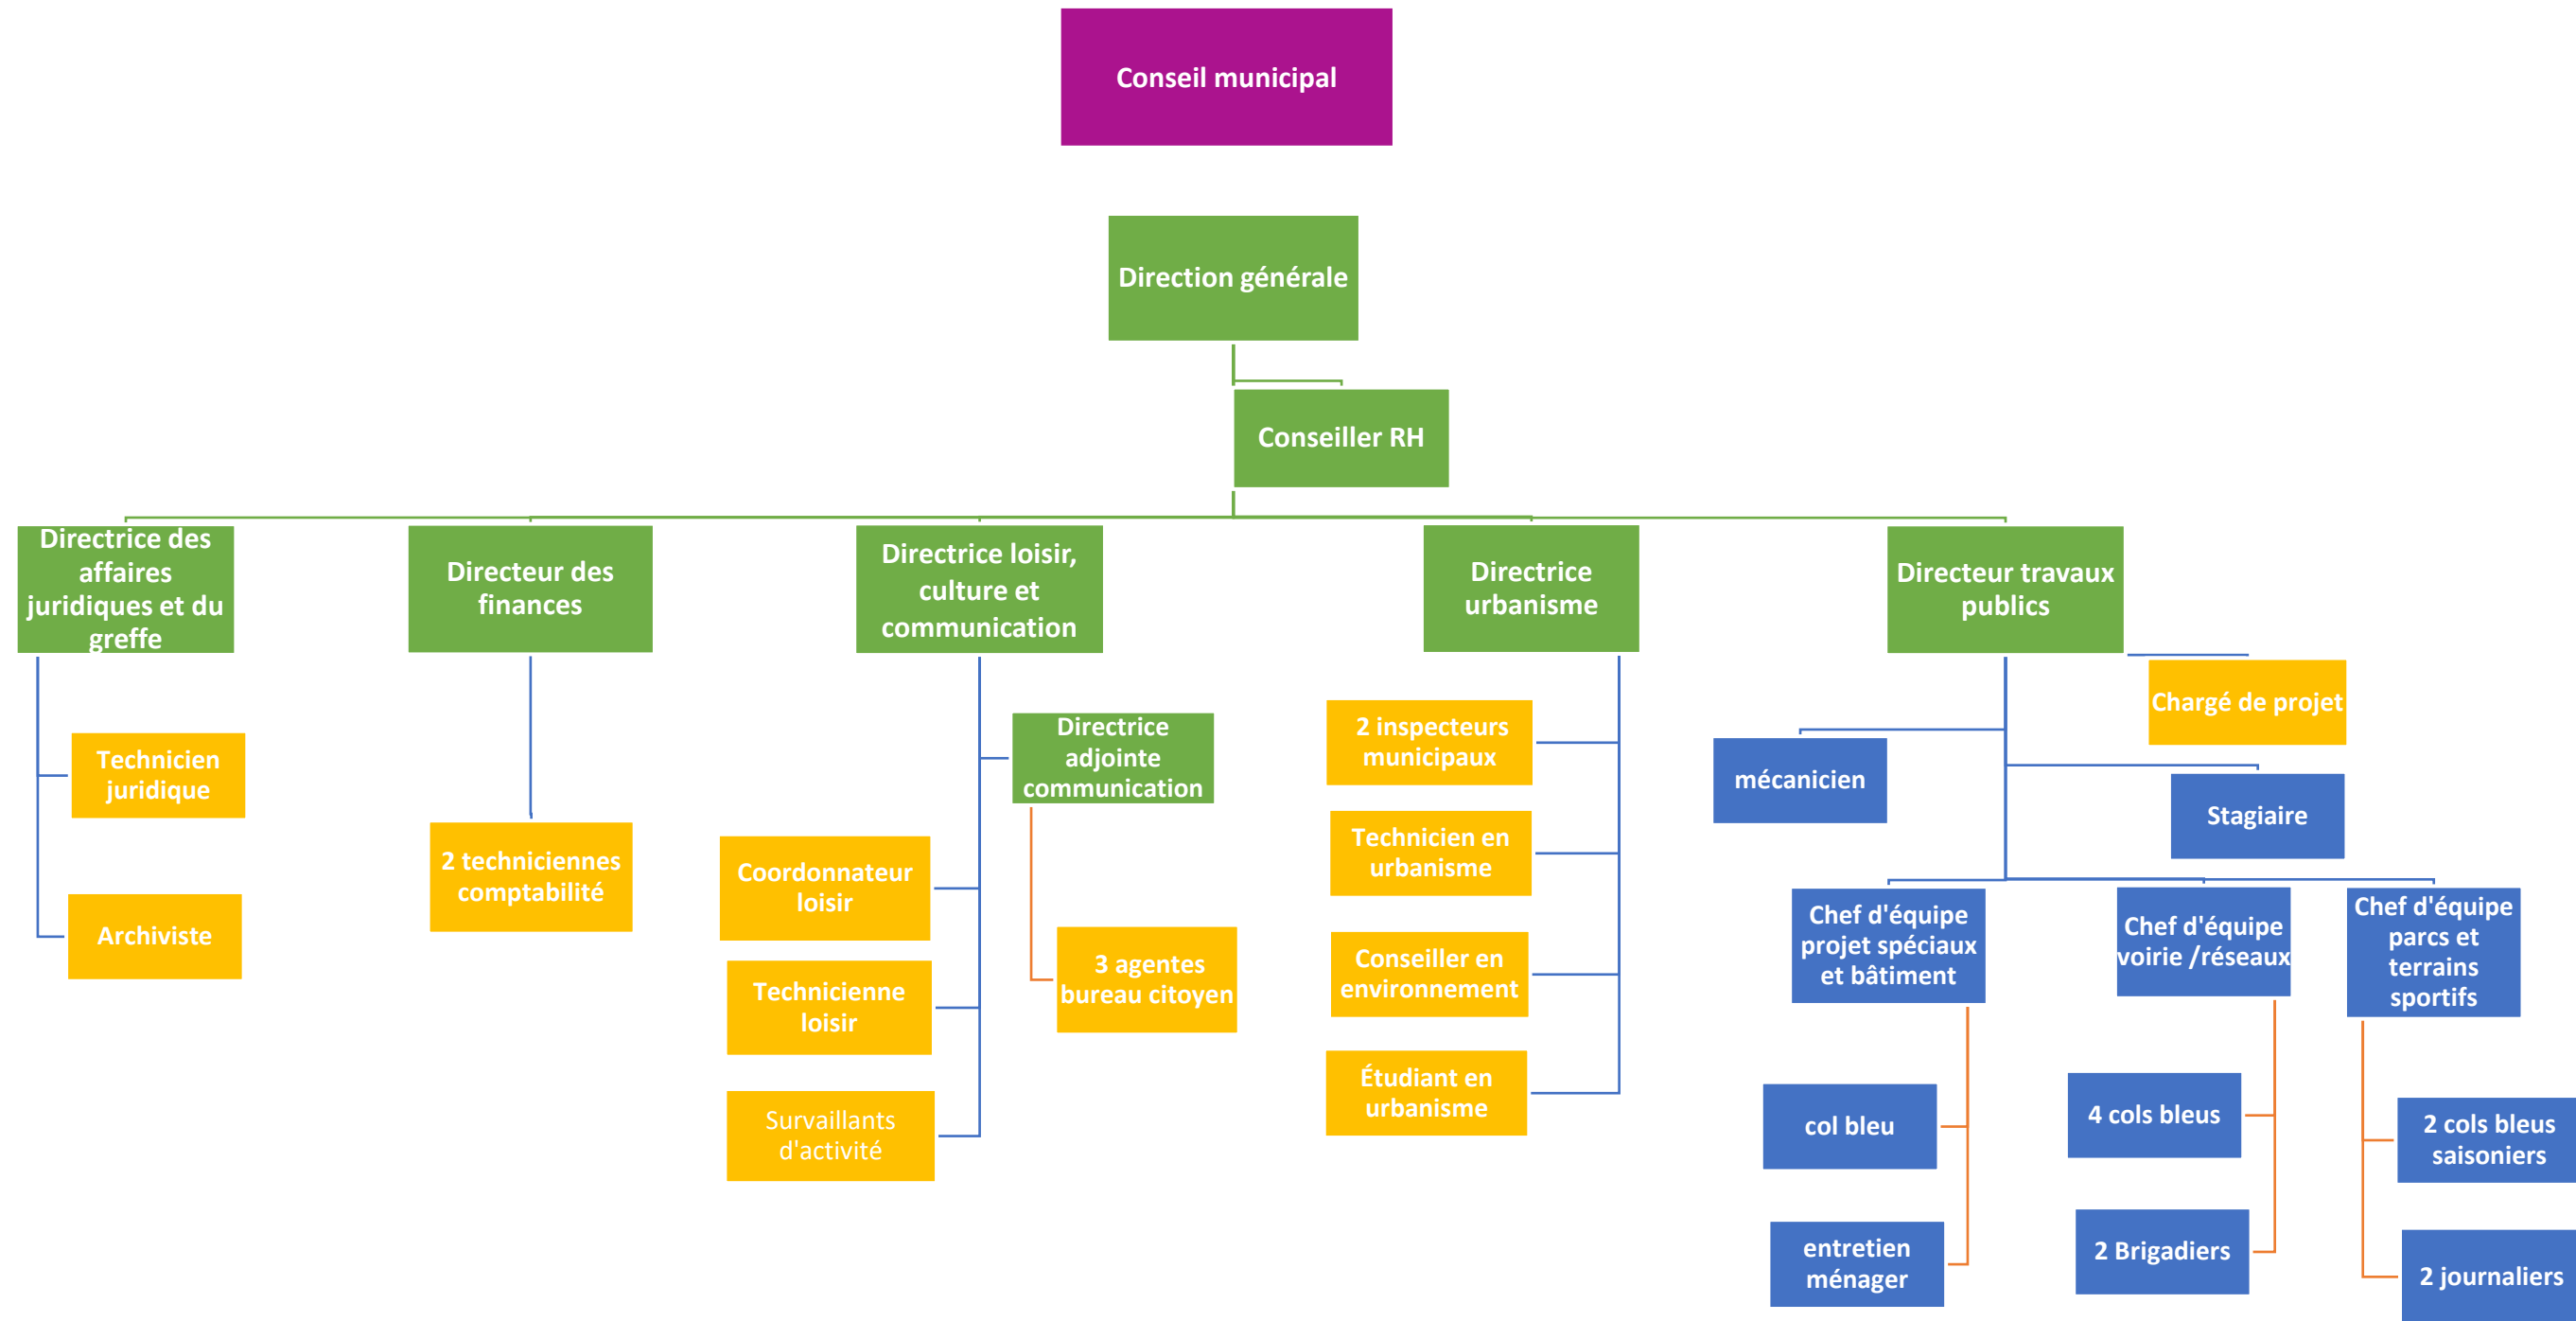 Conseil municipal
Direction générale
Conseiller RH
Directrice des
affaires
juridiques et du
greffe
Directeur des
finances
Directrice loisir,
culture et
communication
Directrice
urbanisme
Directeur travaux
publics
Technicien
juridique
Archiviste
2 techniciennes
comptabilité
Directrice
adjointe
communication
Coordonnateur
loisir
Technicienne
loisir
Survaillants
d'activité
3 agentes
bureau citoyen
2 inspecteurs
municipaux
Technicien en
urbanisme
Conseiller en
environnement
Étudiant en
urbanisme
Chargé de projet
mécanicien
Stagiaire
Chef d'équipe
projet spéciaux
et bâtiment
Chef d'équipe
voirie /réseaux
Chef d'équipe
parcs et
terrains
sportifs
col bleu
entretien
ménager
4 cols bleus
2 Brigadiers
2 cols bleus
saisoniers
2 journaliers